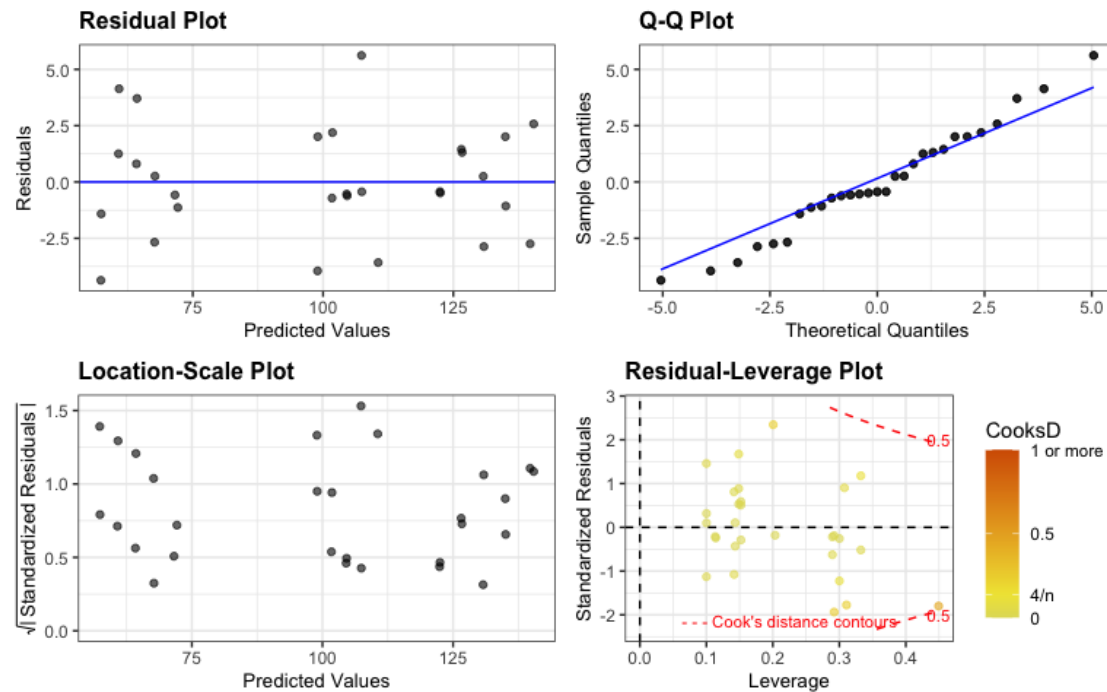 Residual Plot
Residuals
5.0
2.5
0.0
-2.5
75
100
125
Predicted Values
Q-Q Plot
Sample Quantiles
5.0
2.5
0.0
-2.5
-5.0
-2.5
0.0
2.5
5.0
Theoretical Quantiles
Location-Scale Plot
√| Standardized Residuals |
1.5
1.0
0.5
0.0
75
100
125
Predicted Values
Residual-Leverage Plot
Standardized Residuals
3
2
1
0
-1
-2
0.5
0.5
Cook's distance contours
0.0
0.1
0.2
0.3
0.4
Leverage
CooksD
1 or more
0.5
4/n
0